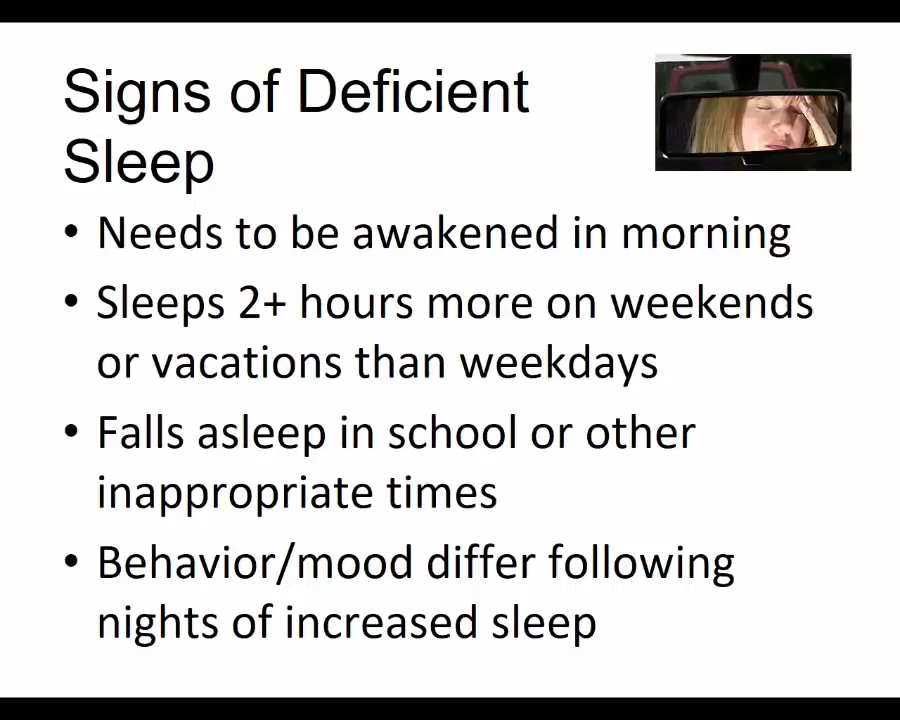 Signs of Deficient
Sleep
• Needs to be awakened in morning
• Sleeps 2+ hours more on weekends
or vacations than weekdays
• Falls asleep in school or other
inappropriate times
• Behavior/mood differ following
nights of increased sleep